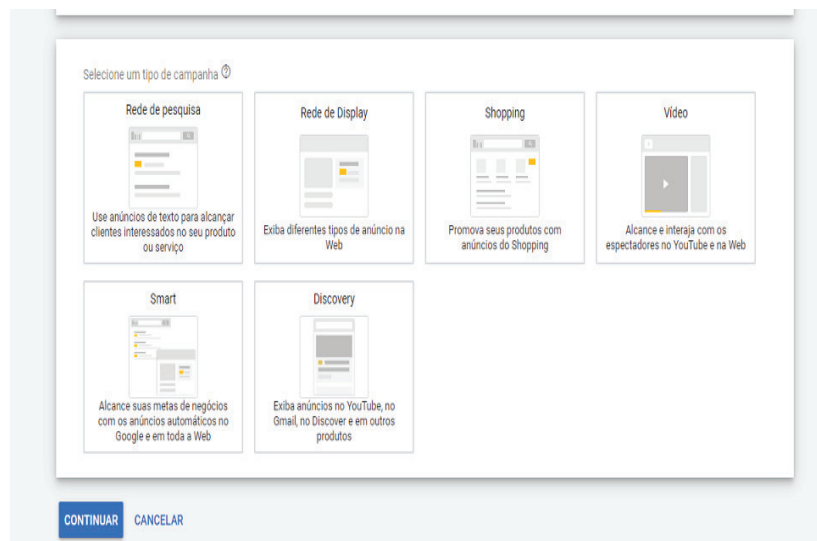 Selecione um tipo de campanha
Rede de pesquisa
Use anúncios de texto para alcançar
clientes interessados no seu produto
ou serviço
Rede de Display
Exiba diferentes tipos de anúncio na
Web
Shopping
Promova seus produtos com
anúncios do Shopping
Vídeo
Alcance e interaja com os
espectadores no YouTube e na Web
Smart
Alcance suas metas de negócios
com os anúncios automáticos no
Google e em toda a Web
Discovery
Exiba anúncios no YouTube, no
Gmail, no Discover e em outros
produtos
CONTINUAR CANCELAR